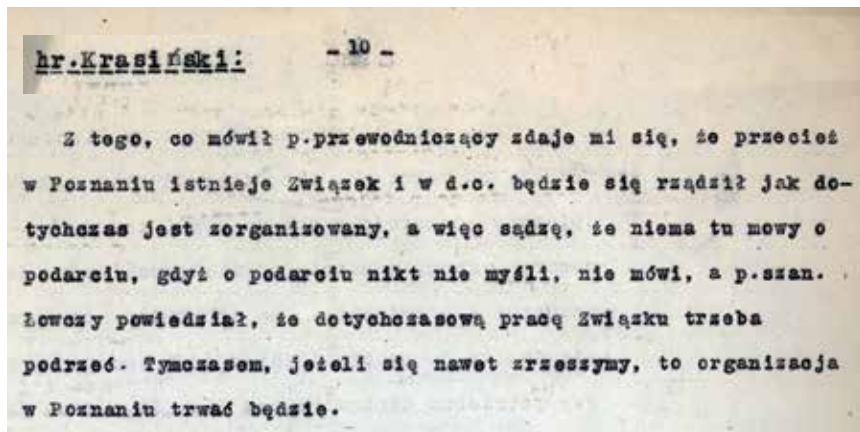 hr.Krasiński: - 10 -
Z tego, co mówił p.przewodniczący zdaje mi się, że przecież
w Poznaniu istnieje Związek i w d.c. będzie się rządził jak do-
tychczas jest zorganizowany, a więc sądzę, że niema tu mowy o
podarciu, gdyż o podarciu nikt nie myśli, nie mówi, a p.szan.
Łowczy powiedział, że dotychczasową pracę Związku trzeba
podrzeć. Tymczasem, jeżeli się nawet zrzeszymy, to organizacja
w Poznaniu trwać będzie.